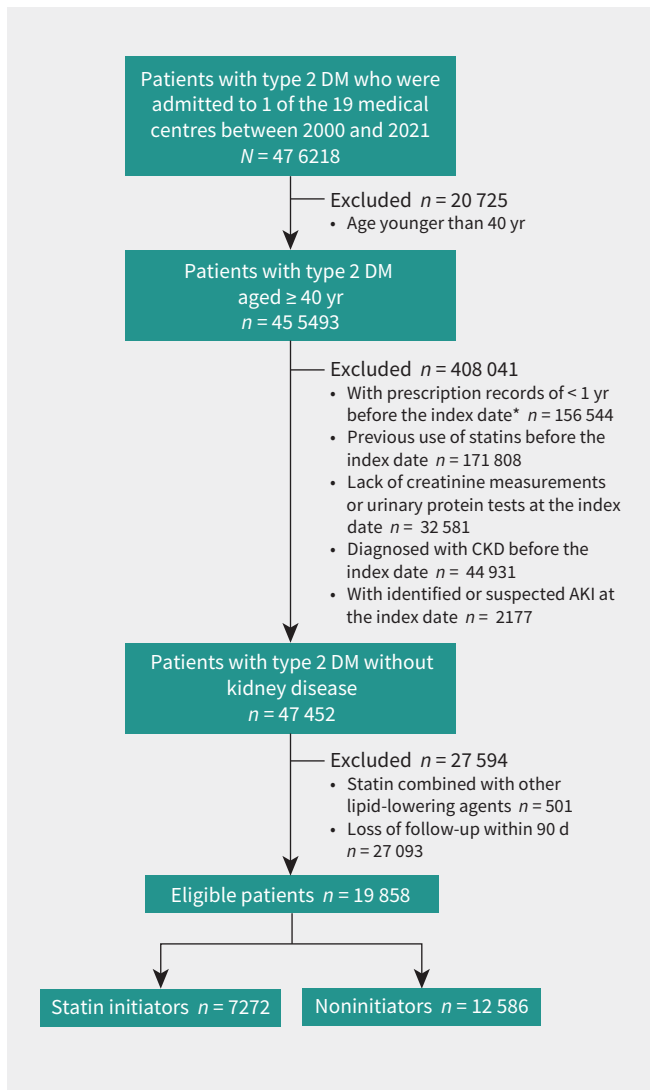 Patients with type 2 DM who were
admitted to 1 of the 19 medical
centres between 2000 and 2021
N = 47 6218
Excluded n = 20 725
• Age younger than 40 yr
Patients with type 2 DM
aged ≥ 40 yr
n = 45 5493
Excluded n = 408 041
• With prescription records of < 1 yr
before the index date* n = 156 544
• Previous use of statins before the
index date n = 171 808
• Lack of creatinine measurements
or urinary protein tests at the index
date n = 32 581
• Diagnosed with CKD before the
index date n = 44 931
• With identified or suspected AKI at
the index date n = 2177
Patients with type 2 DM without
kidney disease
n = 47 452
Excluded n = 27 594
• Statin combined with other
lipid-lowering agents n = 501
• Loss of follow-up within 90 d
n = 27 093
Eligible patients n = 19 858
Statin initiators n = 7272
Noninitiators n = 12 586